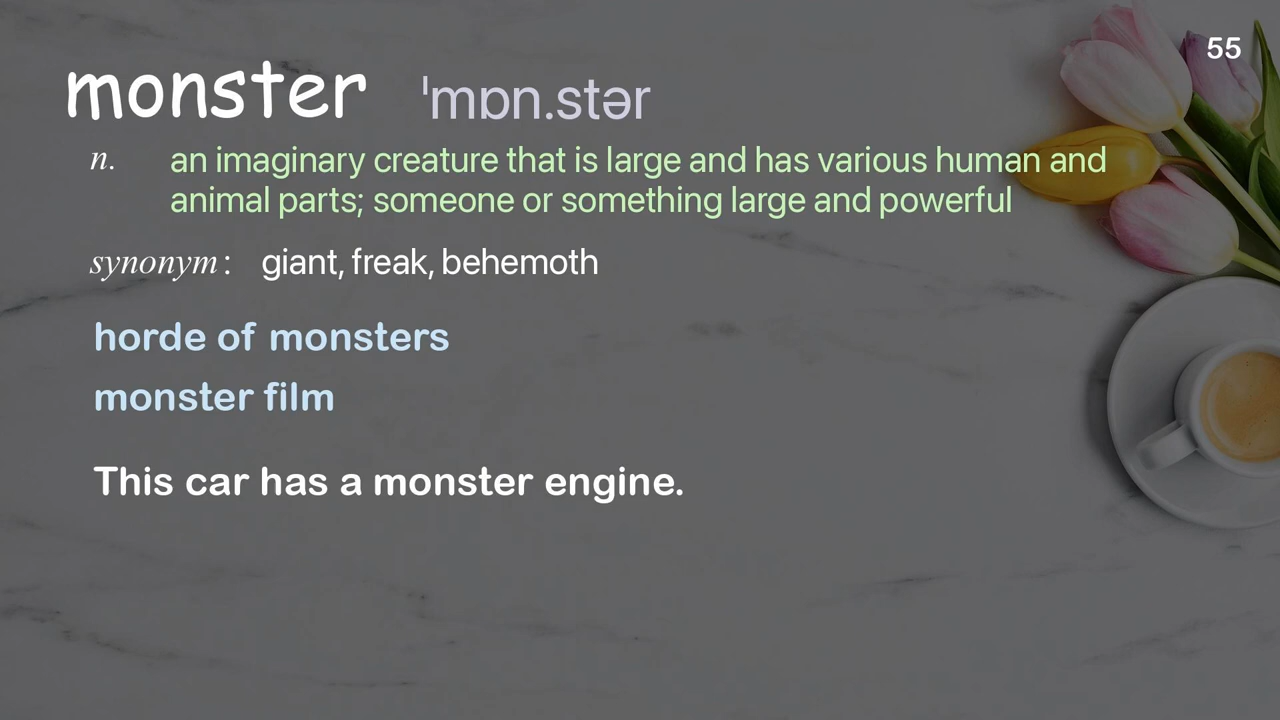 55
monster ˈmɒn.stər
n. an imaginary creature that is large and has various human and
animal parts; someone or something large and powerful
synonym: giant, freak, behemoth
horde of monsters
monster film
This car has a monster engine.